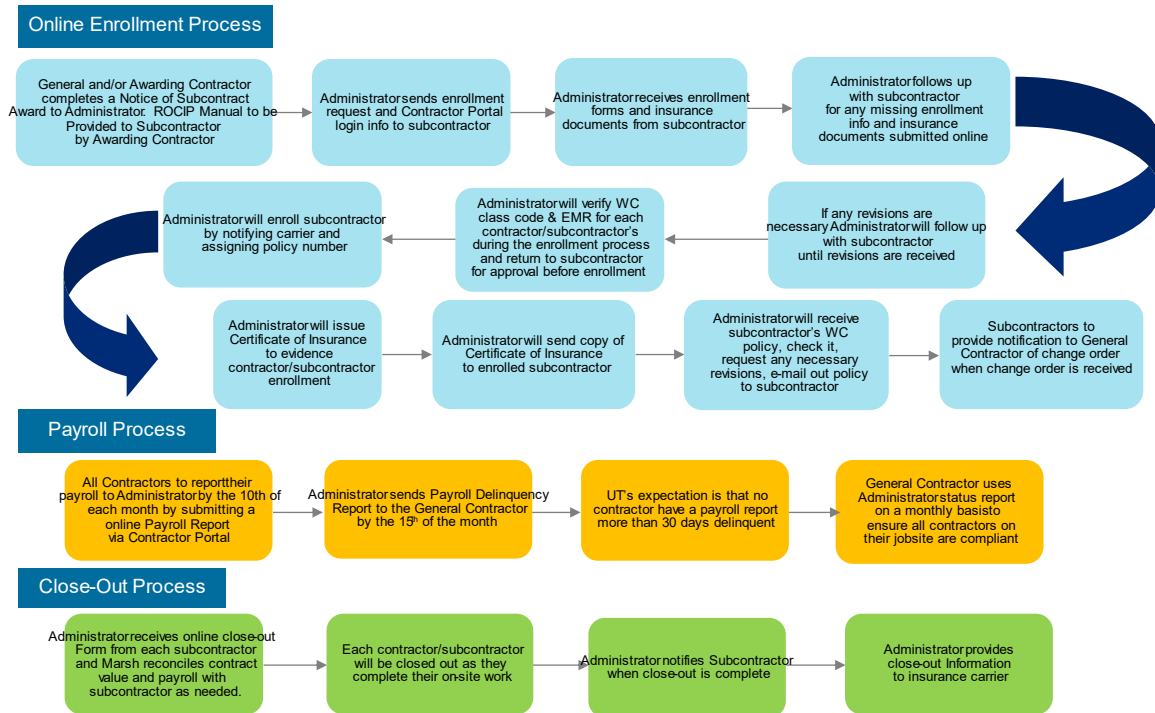 Online Enrollment Process
General and/or Awarding Contractor
completes a Notice of Subcontract
Award to Administrator. ROCIP Manual to be
Provided to Subcontractor
by Awarding Contractor
Administrator sends enrollment
request and Contractor Portal
login info to subcontractor
Administrator receives enrollment
forms and insurance
documents from subcontractor
Administrator follows up
with subcontractor
for any missing enrollment
info and insurance
documents submitted online
If any revisions are
necessary Administrator will follow up
with subcontractor
until revisions are received
Administrator will verify WC
class code & EMR for each
contractor/subcontractor's
during the enrollment process
and return to subcontractor
for approval before enrollment
Administrator will enroll subcontractor
by notifying carrier and
assigning policy number
Administrator will issue
Certificate of Insurance
to evidence
contractor/subcontractor
enrollment
Administrator will send copy of
Certificate of Insurance
to enrolled subcontractor
Administrator will receive
subcontractor's WC
policy, check it,
request any necessary
revisions, e-mail out policy
to subcontractor
Subcontractors to
provide notification to General
Contractor of change order
when change order is received
Payroll Process
All Contractors to report their
payroll to Administrator by the 10th of
each month by submitting a
online Payroll Report
via Contractor Portal
Administrator sends Payroll Delinquency
Report to the General Contractor
by the 15th of the month
UT's expectation is that no
contractor have a payroll report
more than 30 days delinquent
General Contractor uses
Administrator status report
on a monthly basis to
ensure all contractors on
their jobsite are compliant
Close-Out Process
Administrator receives online close-out
Form from each subcontractor
and Marsh reconciles contract
value and payroll with
subcontractor as needed.
Each contractor/subcontractor
will be closed out as they
complete their on-site work
Administrator notifies Subcontractor
when close-out is complete
Administrator provides
close-out Information
to insurance carrier